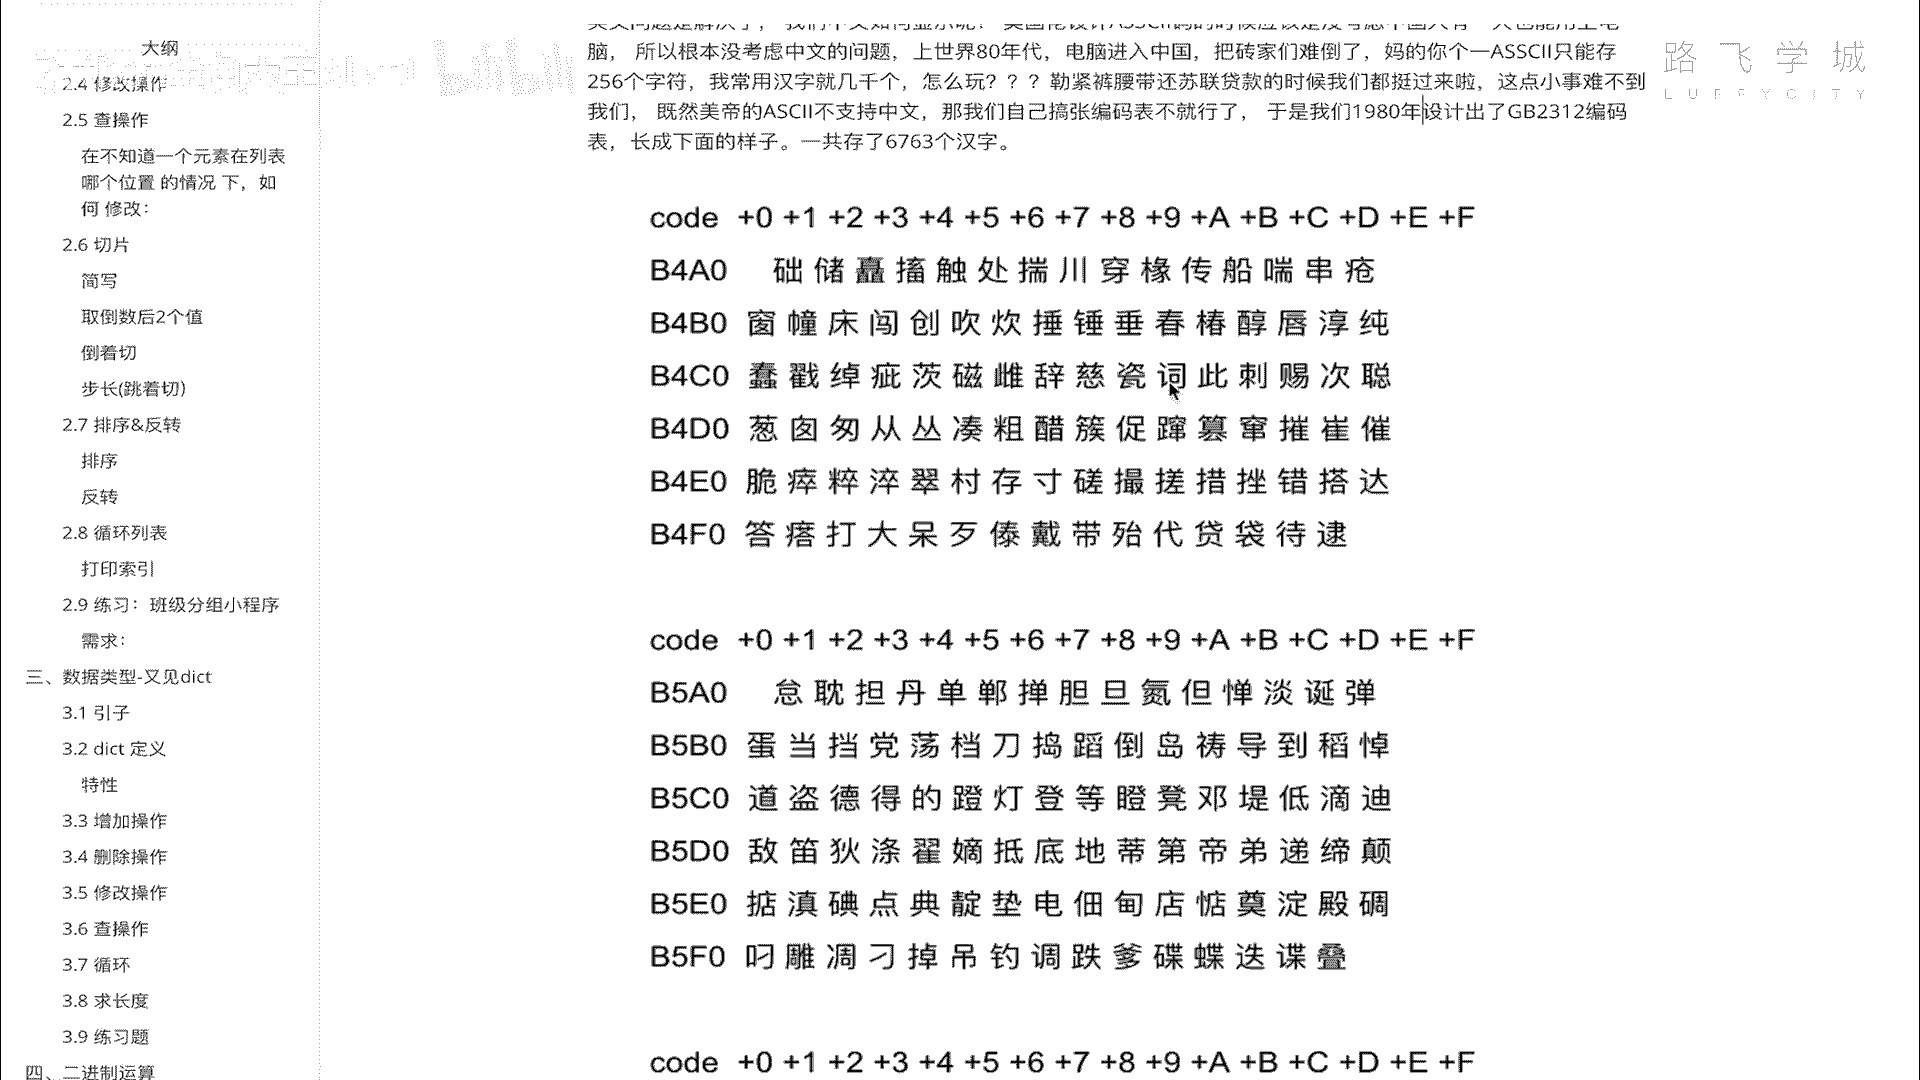 大纲
2.4 修改操作
2.5 查操作
在不知道一个元素在列表
哪个位置 的情况 下，如
何 修改：
2.6 切片
简写
取倒数后2个值
倒着切
步长(跳着切)
2.7 排序&反转
排序
反转
2.8 循环列表
打印索引
2.9 练习：班级分组小程序
需求：
三、数据类型-又见dict
3.1 引子
3.2 dict 定义
特性
3.3 增加操作
3.4 删除操作
3.5 修改操作
3.6 查操作
3.7 循环
3.8 求长度
3.9 练习题
四、二进制运算
脑， 所以根本没考虑中文的问题，上世界80年代，电脑进入中国，把砖家们难倒了，妈的你个一ASSCII只能存
256个字符，我常用汉字就几千个，怎么玩？？？勒紧裤腰带还苏联贷款的时候我们都挺过来啦，这点小事难不到
我们， 既然美帝的ASCII不支持中文，那我们自己搞张编码表不就行了， 于是我们1980年设计出了GB2312编码
表，长成下面的样子。一共存了6763个汉字。
路飞学城
LUFFYCITY
code +0 +1 +2 +3 +4 +5 +6 +7 +8 +9 +A +B +C +D +E +F
B4A0 础 储 矗 搐 触 处 揣 川 穿 椽 传 船 喘 串 疮
B4B0 窗 幢 床 闯 创 吹 炊 捶 锤 垂 春 椿 醇 唇 淳 纯
B4C0 蠢 戳 绰 疵 茨 磁 雌 辞 慈 瓷 词 此 刺 赐 次 聪
B4D0 葱 囱 匆 从 丛 凑 粗 醋 簇 促 蹿 篡 窜 摧 崔 催
B4E0 脆 瘁 粹 淬 翠 村 存 寸 磋 撮 搓 措 挫 错 搭 达
B4F0 答 瘩 打 大 呆 歹 傣 戴 带 殆 代 贷 袋 待 逮
code +0 +1 +2 +3 +4 +5 +6 +7 +8 +9 +A +B +C +D +E +F
B5A0 怠 耽 担 丹 单 郸 掸 胆 旦 氮 但 惮 淡 诞 弹
B5B0 蛋 当 挡 党 荡 档 刀 捣 蹈 倒 岛 祷 导 到 稻 悼
B5C0 道 盗 德 得 的 蹬 灯 登 等 瞪 凳 邓 堤 低 滴 迪
B5D0 敌 笛 狄 涤 翟 嫡 抵 底 地 蒂 第 帝 弟 递 缔 颠
B5E0 掂 滇 碘 点 典 靛 垫 电 佃 甸 店 惦 奠 淀 殿 碉
B5F0 叼 雕 凋 刁 掉 吊 钓 调 跌 爹 碟 蝶 迭 谍 叠
code +0 +1 +2 +3 +4 +5 +6 +7 +8 +9 +A +B +C +D +E +F